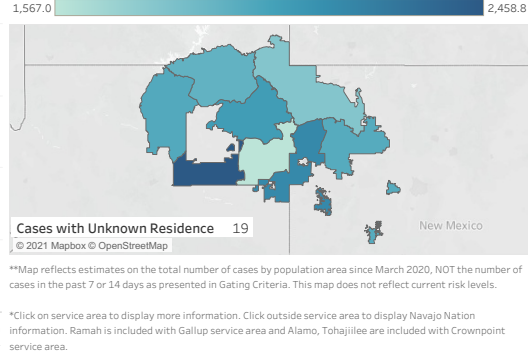 1,567.0 2,458.8
New Mexico
Cases with Unknown Residence 19
© 2021 Mapbox © OpenStreetMap
**Map reflects estimates on the total number of cases by population area since March 2020, NOT the number of
cases in the past 7 or 14 days as presented in Gating Criteria. This map does not reflect current risk levels.
*Click on service area to display more information. Click outside service area to display Navajo Nation
information. Ramah is included with Gallup service area and Alamo, Tohajiilee are included with Crownpoint
service area.